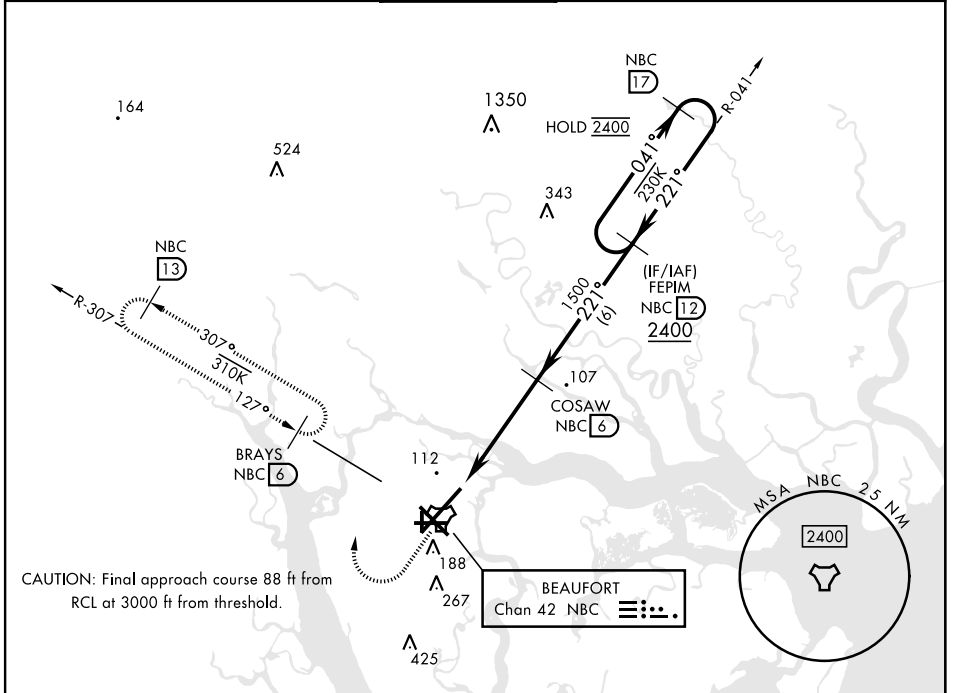 NBC
17
R-041
1350
HOLD 2400
041°
230K
221°
164
524
343
NBC
13
R-307
307°
310K
127°
BRAYS
NBC 6
(IF/IAF)
FEPIM
NBC 12
2400
1500
221°
(6)
107
COSAW
NBC 6
112
188
267
425
CAUTION: Final approach course 88 ft from
RCL at 3000 ft from threshold.
BEAUFORT
Chan 42 NBC
MSA NBC 25 NM
2400